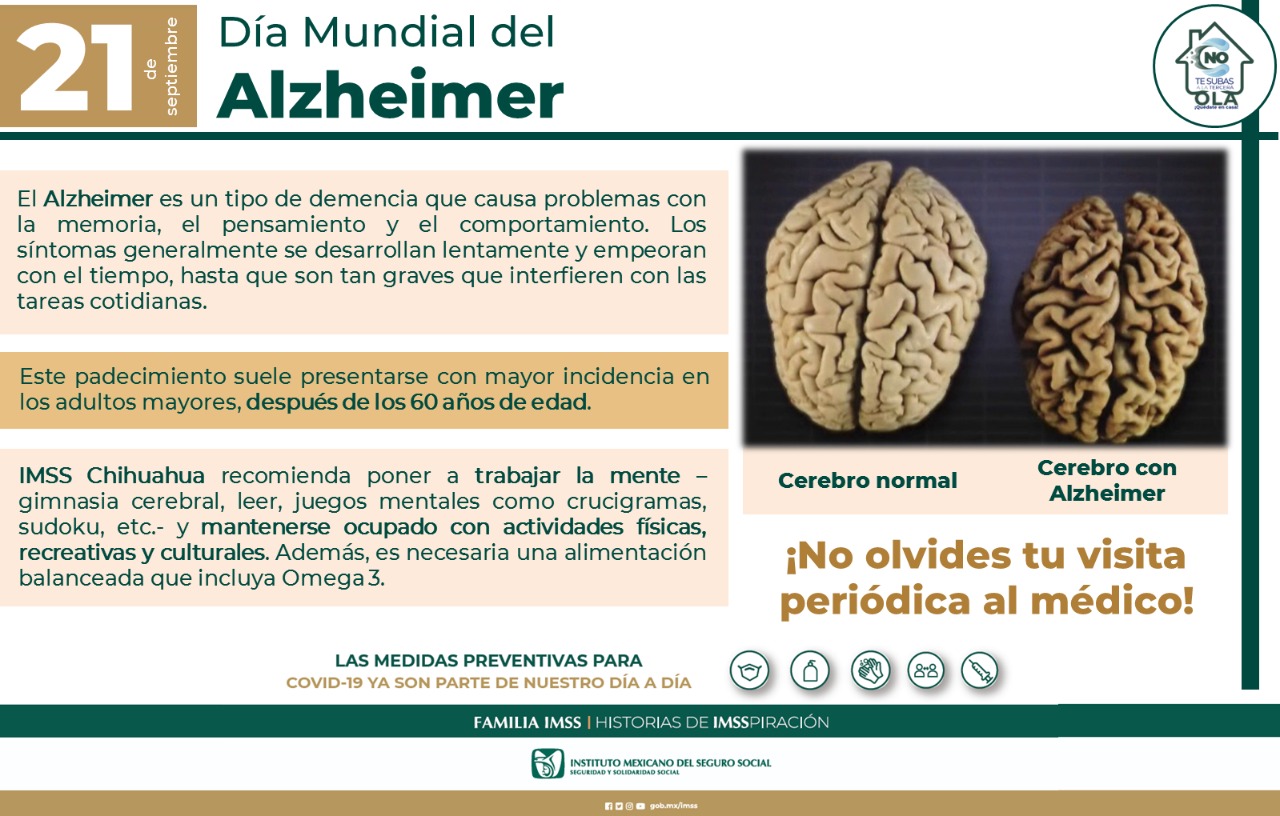 21
de
septiembre
Día Mundial del
Alzheimer
NO
TE SUBAS
A LA TERCERA
OLA
¡Quédate en casa!
El Alzheimer es un tipo de demencia que causa problemas con
la memoria, el pensamiento y el comportamiento. Los
síntomas generalmente se desarrollan lentamente y empeoran
con el tiempo, hasta que son tan graves que interfieren con las
tareas cotidianas.
Este padecimiento suele presentarse con mayor incidencia en
los adultos mayores, después de los 60 años de edad.
IMSS Chihuahua recomienda poner a trabajar la mente –
gimnasia cerebral, leer, juegos mentales como crucigramas,
sudoku, etc.- y mantenerse ocupado con actividades físicas,
recreativas y culturales. Además, es necesaria una alimentación
balanceada que incluya Omega 3.
Cerebro normal
Cerebro con
Alzheimer
¡No olvides tu visita
periódica al médico!
LAS MEDIDAS PREVENTIVAS PARA
COVID-19 YA SON PARTE DE NUESTRO DÍA A DÍA
FAMILIA IMSS | HISTORIAS DE IMSSPIRACIÓN
INSTITUTO MEXICANO DEL SEGURO SOCIAL
SEGURIDAD Y SOLIDARIDAD SOCIAL
gob.mx/imss